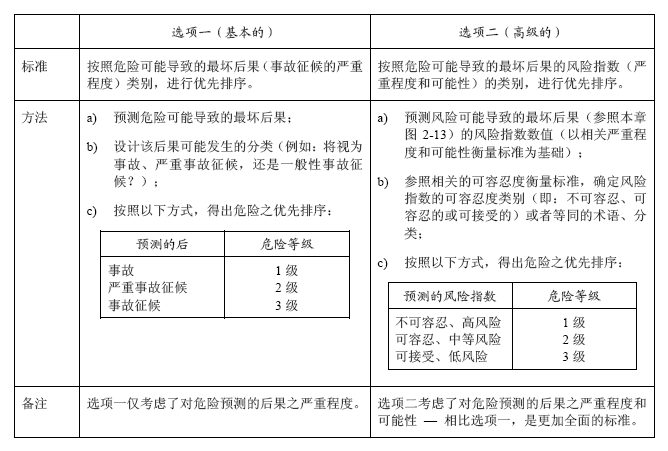 选项一（基本的）
选项二（高级的）
标准
按照危险可能导致的最坏后果（事故征候的严重
程度）类别，进行优先排序。
按照危险可能导致的最坏后果的风险指数（严
重程度和可能性）的类别，进行优先排序。
方法
a) 预测危险可能导致的最坏后果；
b) 设计该后果可能发生的分类（例如：将视为
事故、严重事故征候，还是一般性事故征
候？）；
c) 按照以下方式，得出危险之优先排序：
预测的后
危险等级
事故
1 级
严重事故征候
2 级
事故征候
3 级
a) 预测风险可能导致的最坏后果（参照本章
图 2-13）的风险指数数值（以相关严重程
度和可能性衡量标准为基础）；
b) 参照相关的可容忍度衡量标准，确定风险
指数的可容忍度类别（即：不可容忍、可
容忍的或可接受的）或者等同的术语、分
类；
c) 按照以下方式，得出危险之优先排序：
预测的风险指数
危险等级
不可容忍、高风险
1 级
可容忍、中等风险
2 级
可接受、低风险
3 级
备注
选项一仅考虑了对危险预测的后果之严重程度。
选项二考虑了对危险预测的后果之严重程度和
可能性 — 相比选项一，是更加全面的标准。